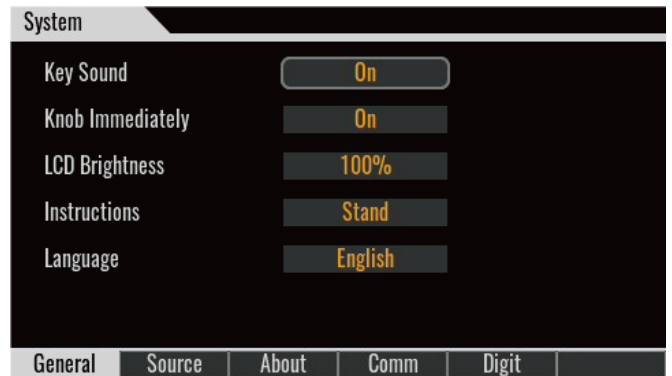 System
Key Sound On
Knob Immediately On
LCD Brightness 100%
Instructions Stand
Language English
General Source About Comm Digit